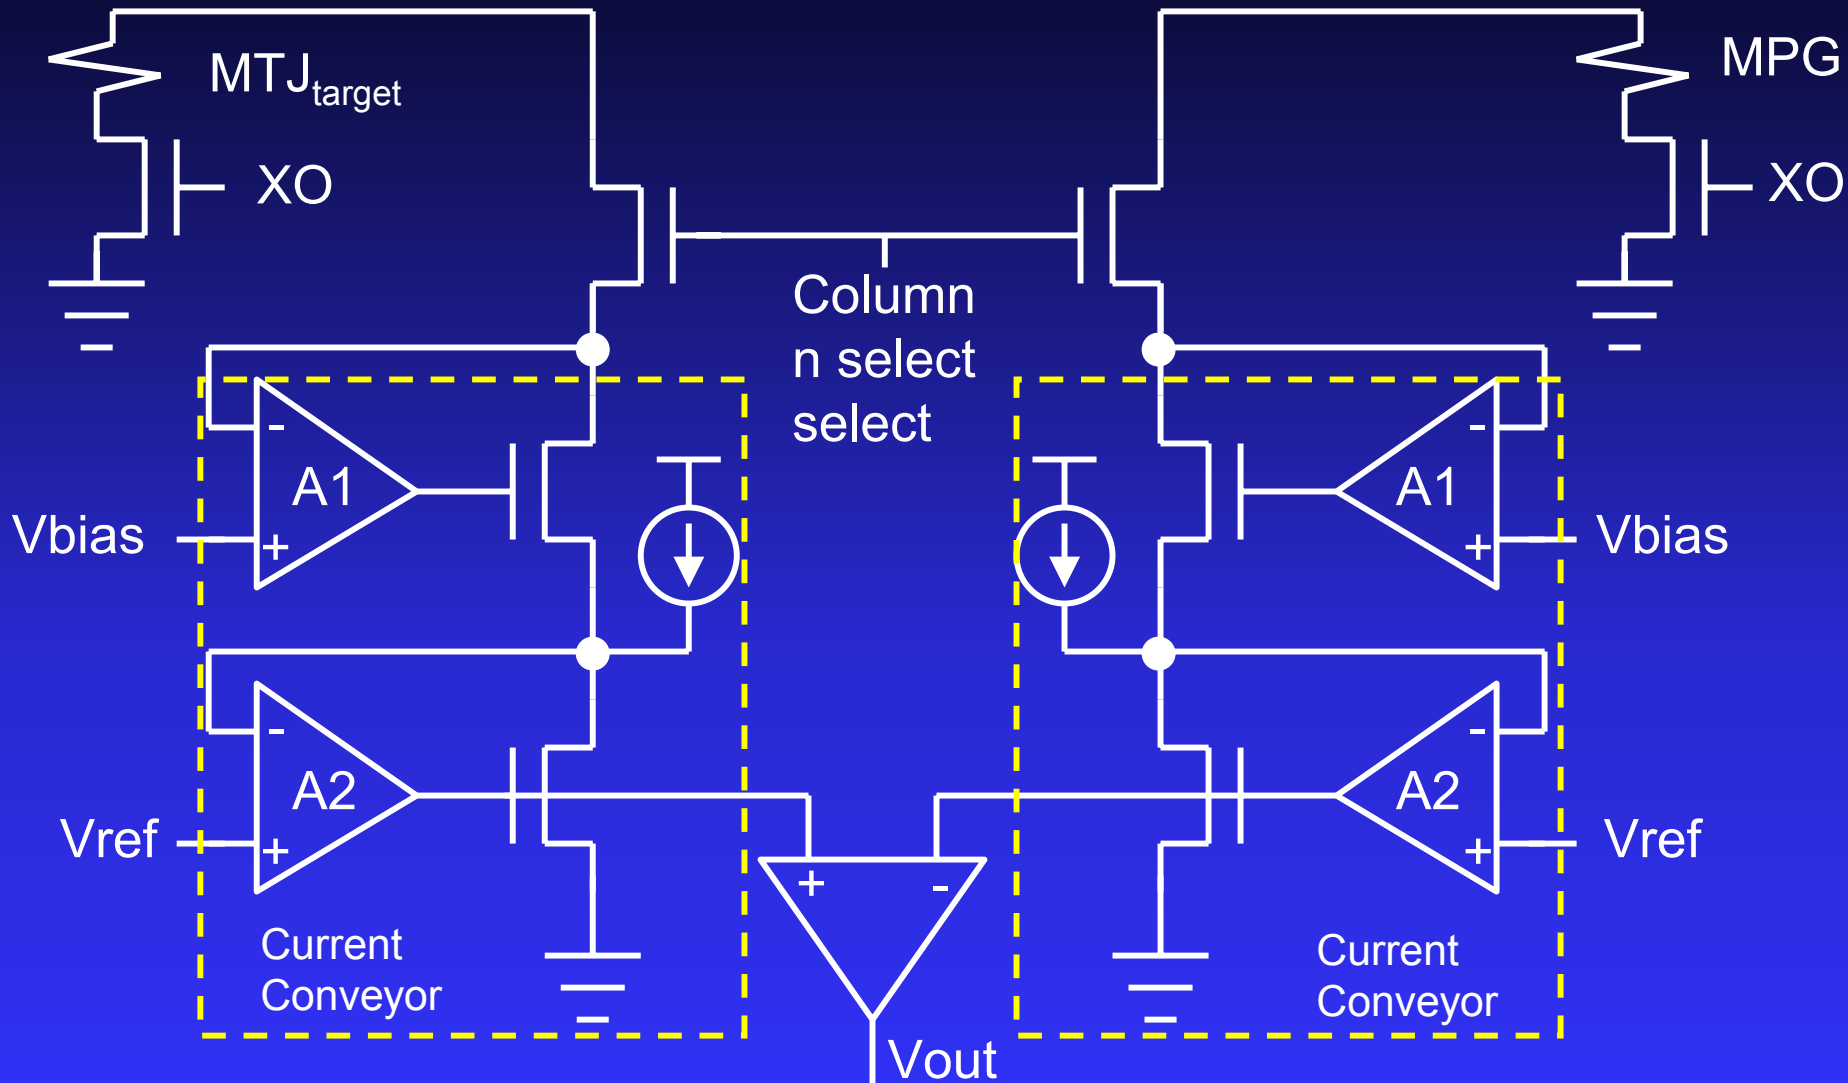 MTJtarget
MPG
XO
XO
Column
n select
select
-
A1
+
Vbias
-
A1
+
Vbias
-
A2
+
Vref
-
A2
+
Vref
+
-
Current
Conveyor
Current
Conveyor
Vout